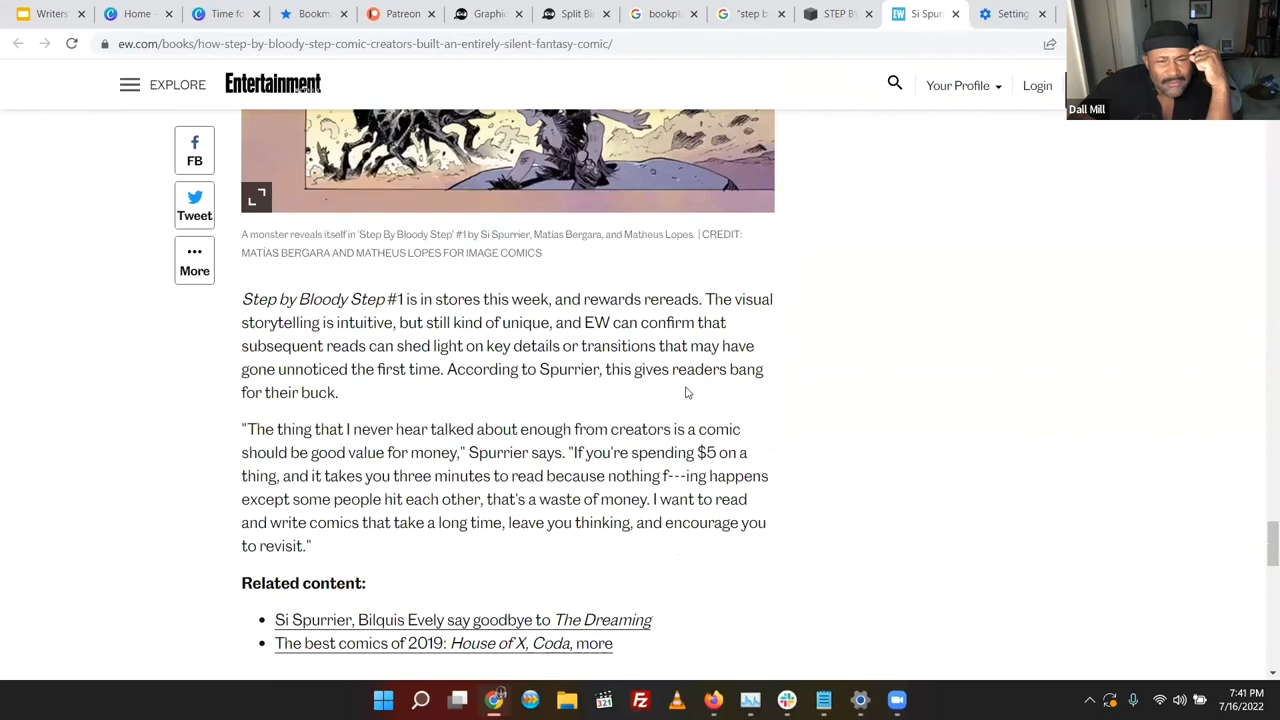 Writers
Home -
Time fo
Bookm
Patreon
Graphic
Split Bi
bookpl
"step b
STEP BY
Si Spur
Setting
ew.com/books/how-step-by-bloody-step-comic-creators-built-an-entirely-silent-fantasy-comic/
EXPLORE
Entertainment
Your Profile
Login
Dall Mill
FB
Tweet
More
A monster reveals itself in 'Step By Bloody Step' #1 by Si Spurrier, Matías Bergara, and Matheus Lopes. | CREDIT:
MATÍAS BERGARA AND MATHEUS LOPES FOR IMAGE COMICS
Step by Bloody Step #1 is in stores this week, and rewards rereads. The visual
storytelling is intuitive, but still kind of unique, and EW can confirm that
subsequent reads can shed light on key details or transitions that may have
gone unnoticed the first time. According to Spurrier, this gives readers bang
for their buck.
"The thing that I never hear talked about enough from creators is a comic
should be good value for money," Spurrier says. "If you're spending $5 on a
thing, and it takes you three minutes to read because nothing f---ing happens
except some people hit each other, that's a waste of money. I want to read
and write comics that take a long time, leave you thinking, and encourage you
to revisit."
Related content:
Si Spurrier, Bilquis Evely say goodbye to The Dreaming
The best comics of 2019: House of X, Coda, more
321
7:41 PM
7/16/2022